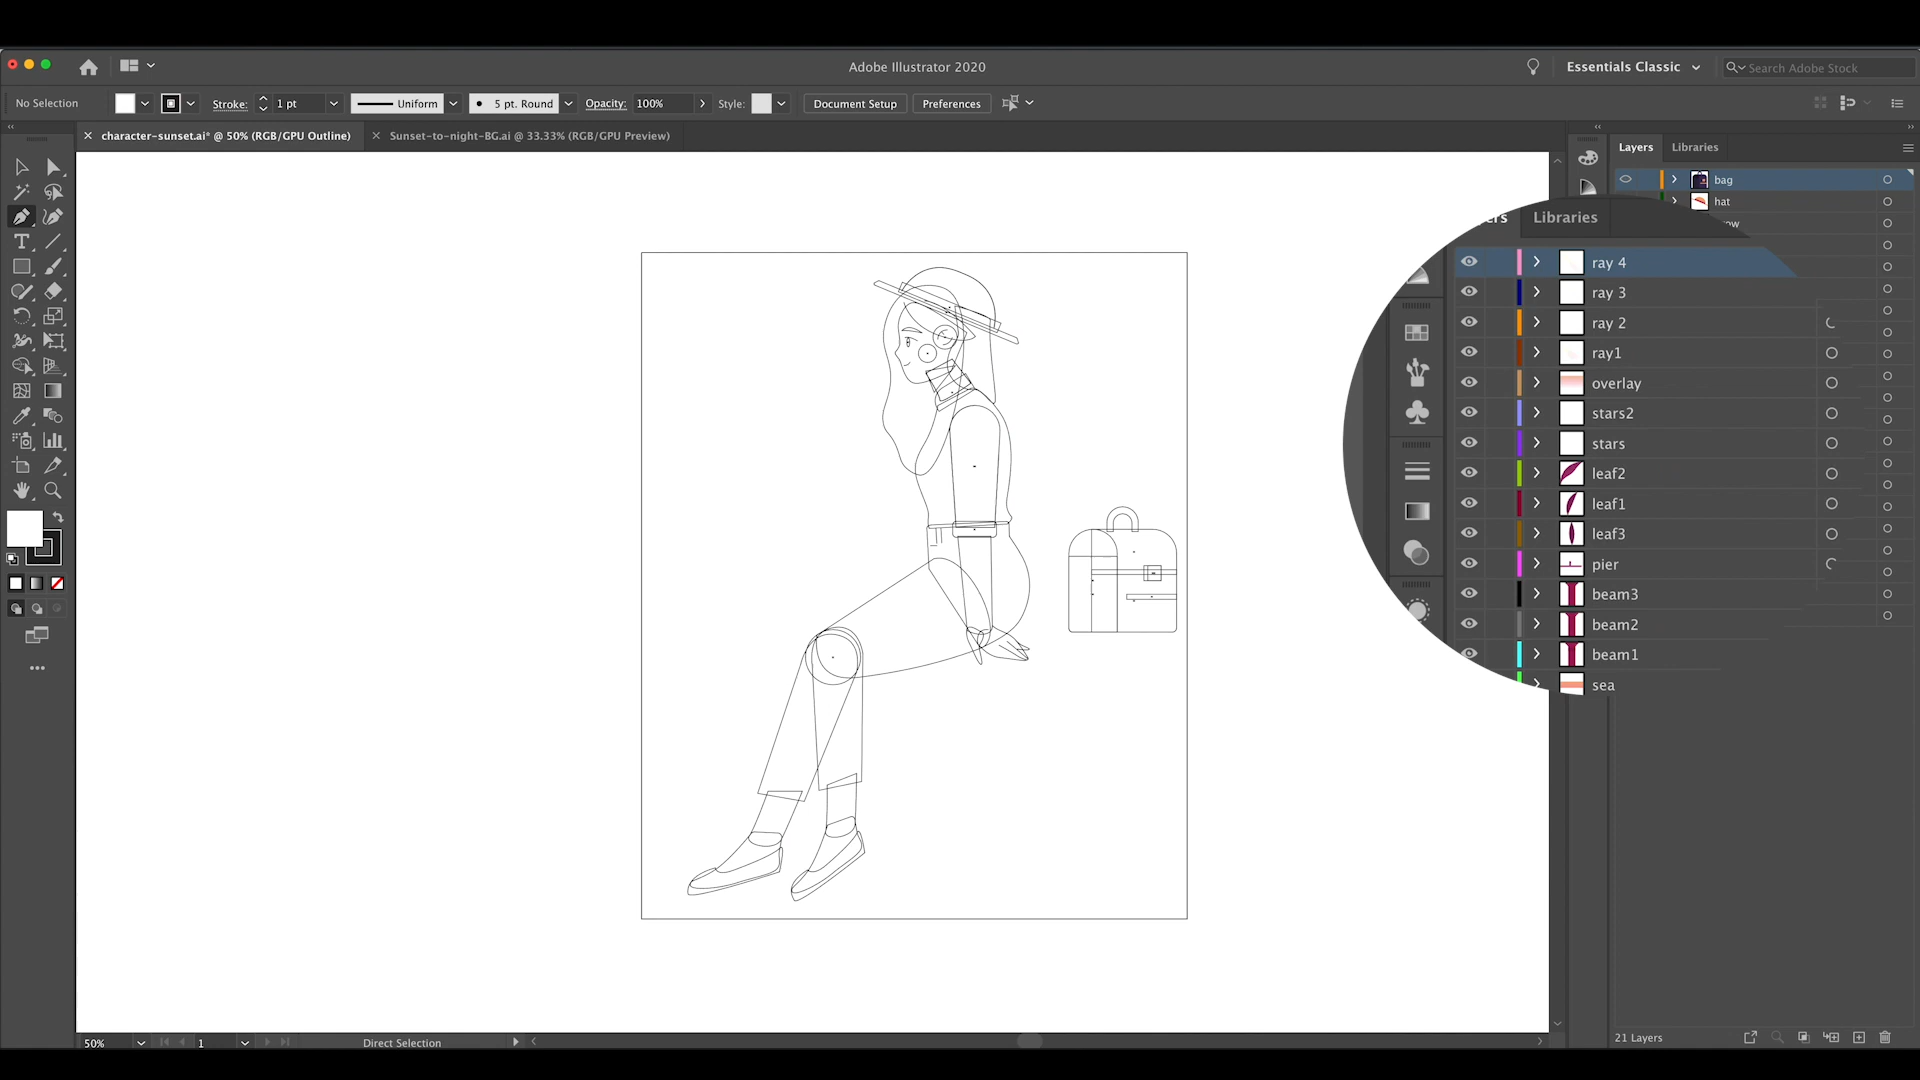 Adobe Illustrator 2020
Essentials Classic
Search Adobe Stock
No Selection
Stroke:
1 pt
Uniform
5 pt. Round
Opacity:
100%
Style:
Document Setup
Preferences
character-sunset.ai* @ 50% (RGB/GPU Outline)
Sunset-to-night-BG.ai @ 33.33% (RGB/GPU Preview)
Layers
Libraries
bag
hat
Libraries
ray 4
ray 3
ray 2
ray1
overlay
stars2
stars
leaf2
leaf1
leaf3
pier
beam3
beam2
beam1
sea
50%
1
Direct Selection
21 Layers